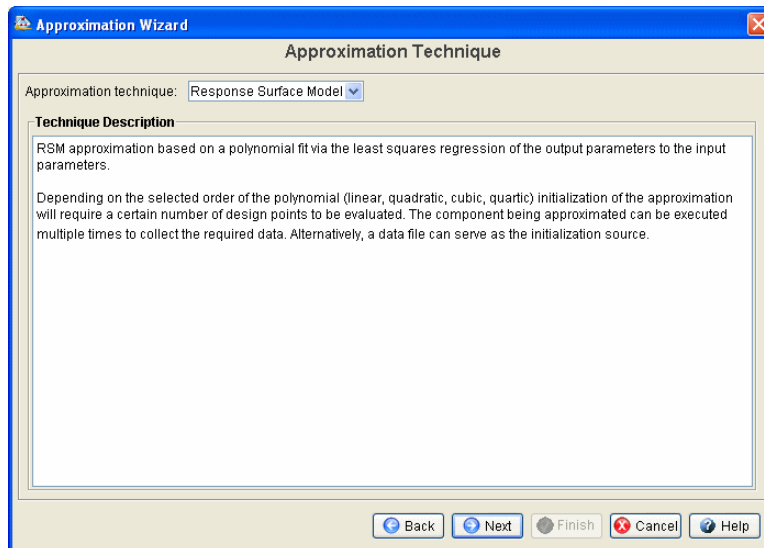 Approximation Wizard
Approximation Technique
Approximation technique: Response Surface Model
Technique Description
RSM approximation based on a polynomial fit via the least squares regression of the output parameters to the input
parameters.
Depending on the selected order of the polynomial (linear, quadratic, cubic, quartic) initialization of the approximation
will require a certain number of design points to be evaluated. The component being approximated can be executed
multiple times to collect the required data. Alternatively, a data file can serve as the initialization source.
Back Next Finish Cancel Help